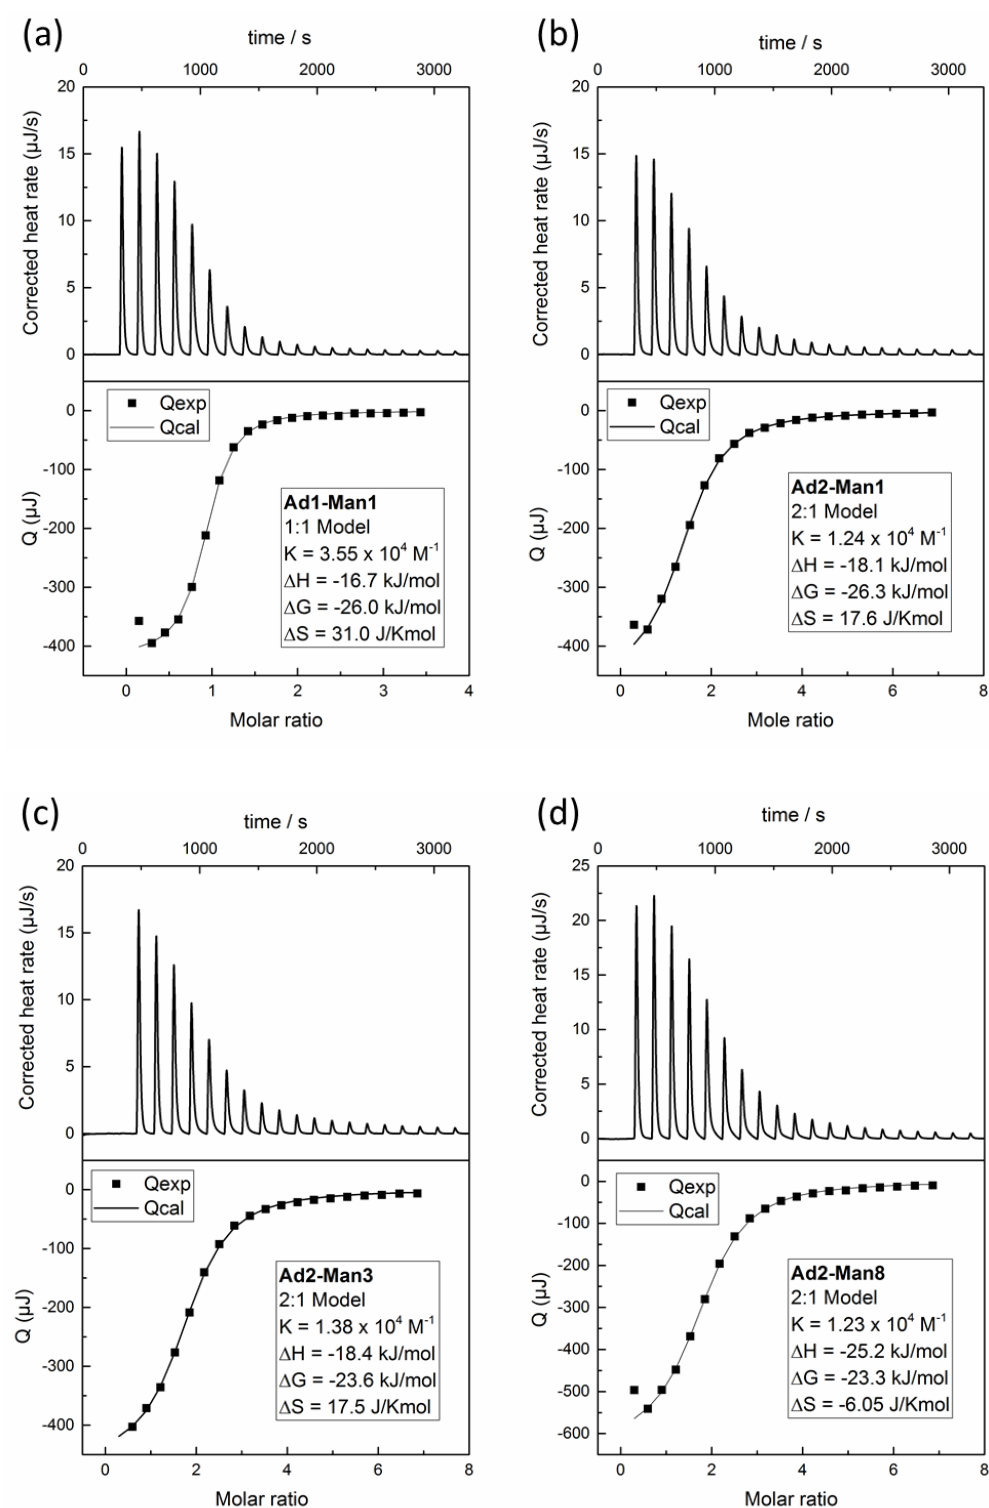 (a)
time / s
0 1000 2000 3000
20
15
10
5
0
Corrected heat rate (µJ/s)
Qexp
Qcal
0
-100
-200
-300
-400
Q (µJ)
Ad1-Man1
1:1 Model
K = 3.55 x 10⁴ M⁻¹
ΔH = -16.7 kJ/mol
ΔG = -26.0 kJ/mol
ΔS = 31.0 J/Kmol
0 1 2 3 4
Molar ratio
(b)
time / s
0 1000 2000 3000
20
15
10
5
0
Corrected heat rate (µJ/s)
Qexp
Qcal
0
-100
-200
-300
-400
Q (µJ)
Ad2-Man1
2:1 Model
K = 1.24 x 10⁴ M⁻¹
ΔH = -18.1 kJ/mol
ΔG = -26.3 kJ/mol
ΔS = 17.6 J/Kmol
0 2 4 6 8
Mole ratio
(c)
time / s
0 1000 2000 3000
20
15
10
5
0
Corrected heat rate (µJ/s)
Qexp
Qcal
0
-100
-200
-300
-400
Q (µJ)
Ad2-Man3
2:1 Model
K = 1.38 x 10⁴ M⁻¹
ΔH = -18.4 kJ/mol
ΔG = -23.6 kJ/mol
ΔS = 17.5 J/Kmol
0 2 4 6 8
Molar ratio
(d)
time / s
0 1000 2000 3000
25
20
15
10
5
0
Corrected heat rate (µJ/s)
Qexp
Qcal
0
-100
-200
-300
-400
-500
-600
Q (µJ)
Ad2-Man8
2:1 Model
K = 1.23 x 10⁴ M⁻¹
ΔH = -25.2 kJ/mol
ΔG = -23.3 kJ/mol
ΔS = -6.05 J/Kmol
0 2 4 6 8
Molar ratio